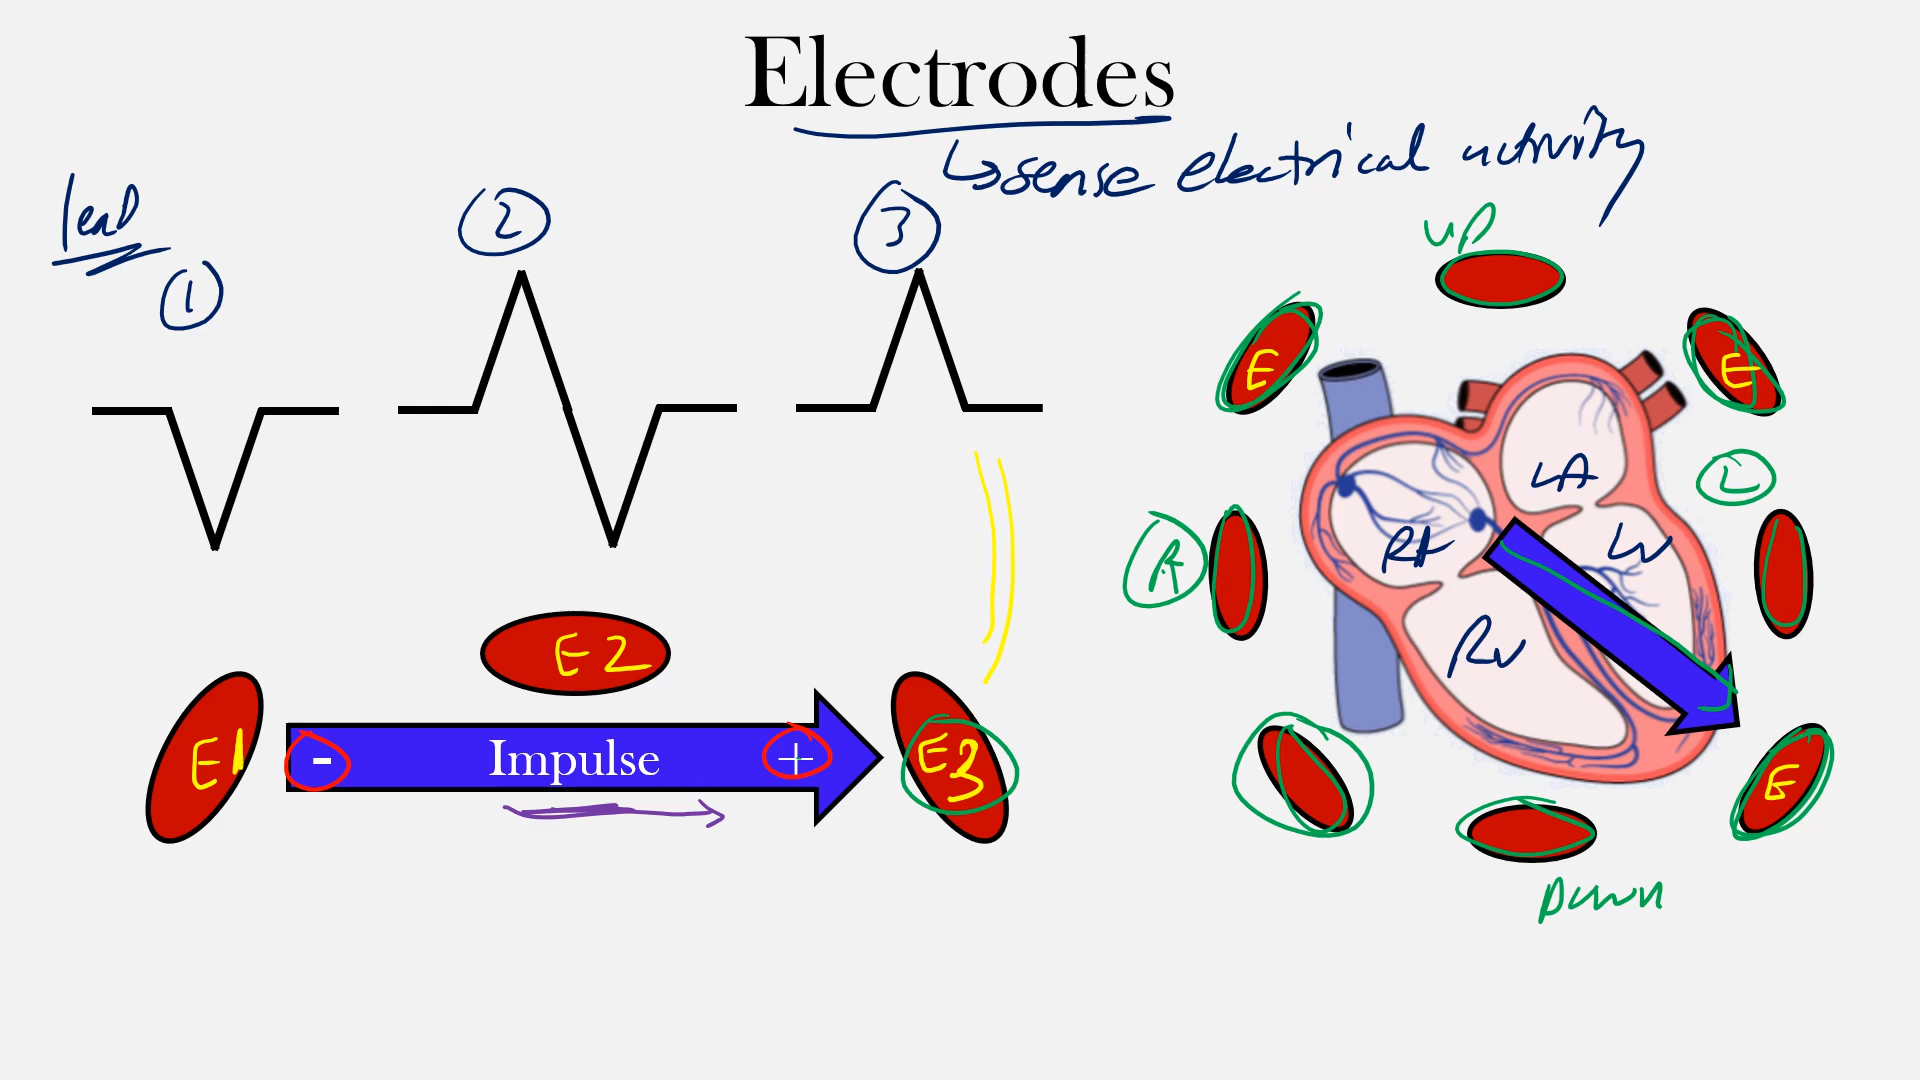 Electrodes
↳ sense electrical activity
lead
①
②
③
up
E
E
L
LA
RA
LV
R
RV
E2
E1
- Impulse +
E3
E
Down